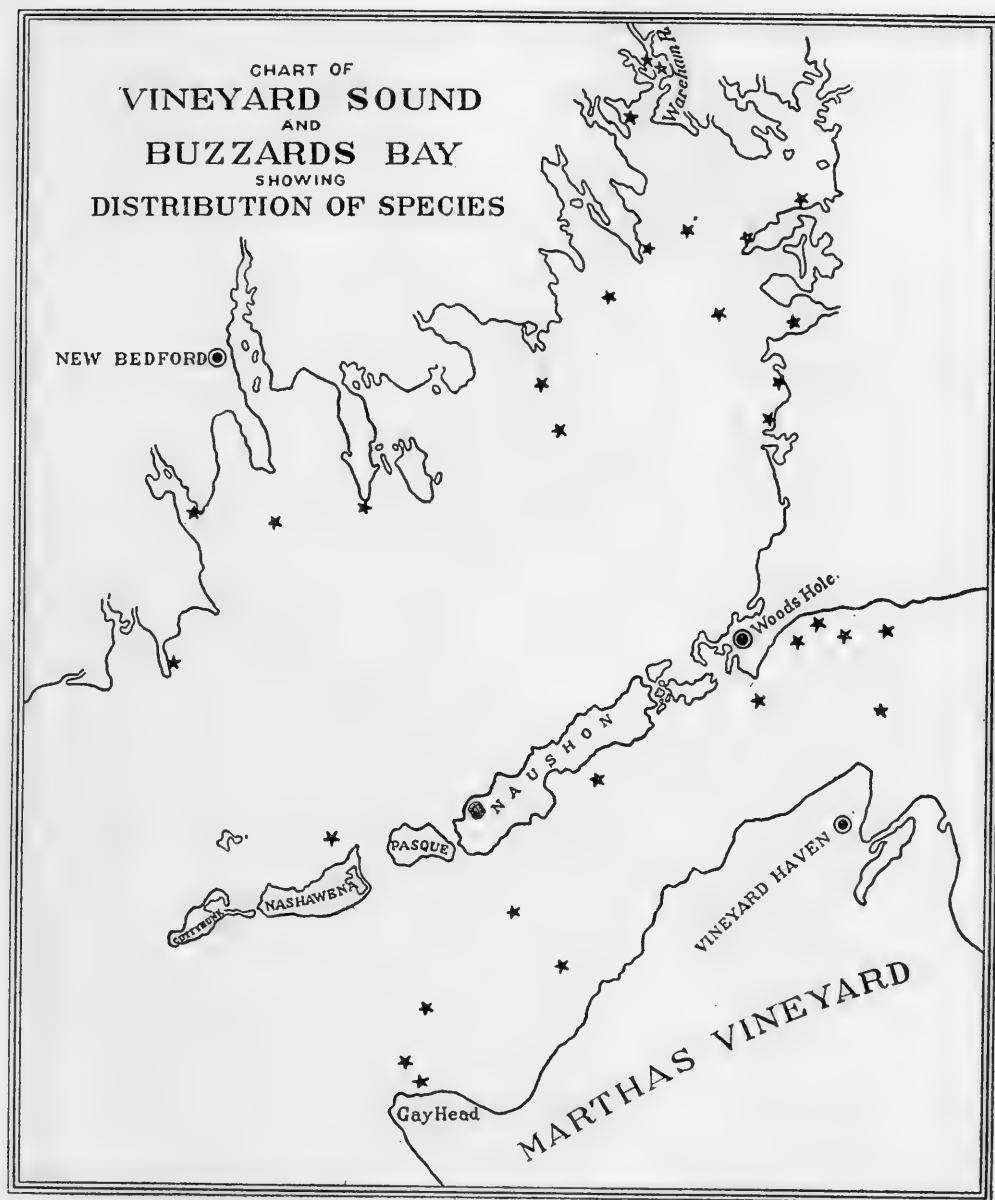 CHART OF
VINEYARD SOUND
AND
BUZZARDS BAY
SHOWING
DISTRIBUTION OF SPECIES
Wareham R.
NEW BEDFORD
Woods Hole.
NAUSHON
PASQUE
NASHAWENA
CUTTYHUNK
VINEYARD HAVEN
MARTHAS VINEYARD
Gay Head